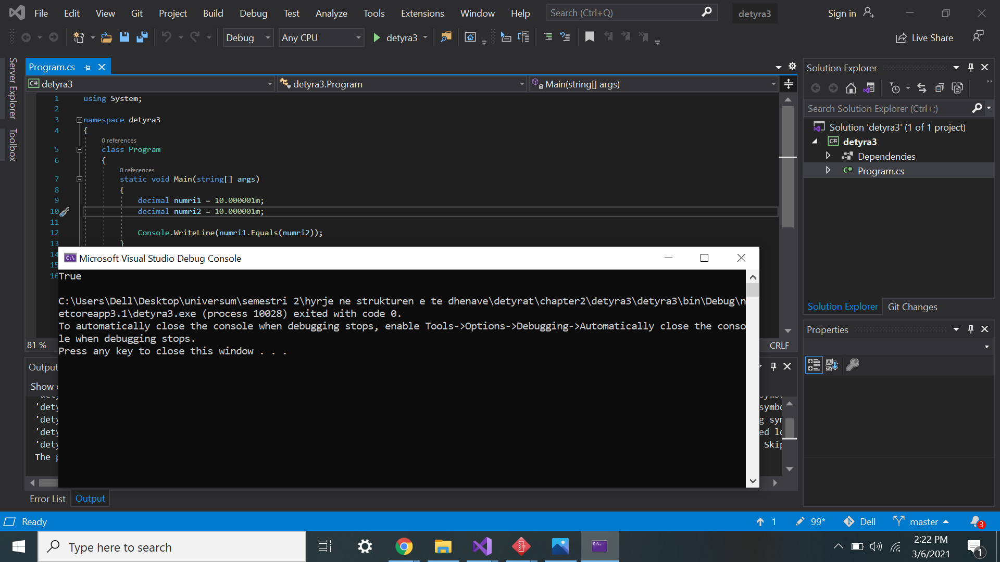 File Edit View Git Project Build Debug Test Analyze Tools Extensions Window Help Search (Ctrl+Q) detyra3 Sign in
Debug Any CPU detyra3 Live Share
Server Explorer
Toolbox
Program.cs
C# detyra3 detyra3.Program Main(string[] args)
1 using System;
2
3 namespace detyra3
4 {
0 references
5 class Program
6 {
0 references
7 static void Main(string[] args)
8 {
9 decimal numri1 = 10.000001m;
10 decimal numri2 = 10.000001m;
11
12 Console.WriteLine(numri1.Equals(numri2));
13 }
14
15
16
81 %
CRLF
Microsoft Visual Studio Debug Console
True
C:\Users\Dell\Desktop\universum\semestri 2\hyrje ne strukturen e te dhenave\detyrat\chapter2\detyra3\detyra3\bin\Debug\n
etcoreapp3.1\detyra3.exe (process 10028) exited with code 0.
To automatically close the console when debugging stops, enable Tools->Options->Debugging->Automatically close the conso
le when debugging stops.
Press any key to close this window . . .
Output
Show
'dety
'dety symbo
'dety g syn
'dety ed lo
'dety Skip
The p
Error List Output
Solution Explorer
Search Solution Explorer (Ctrl+;)
Solution 'detyra3' (1 of 1 project)
C# detyra3
Dependencies
C# Program.cs
Solution Explorer Git Changes
Properties
Ready 1 99* Dell master 3
Type here to search
2:22 PM
3/6/2021
1